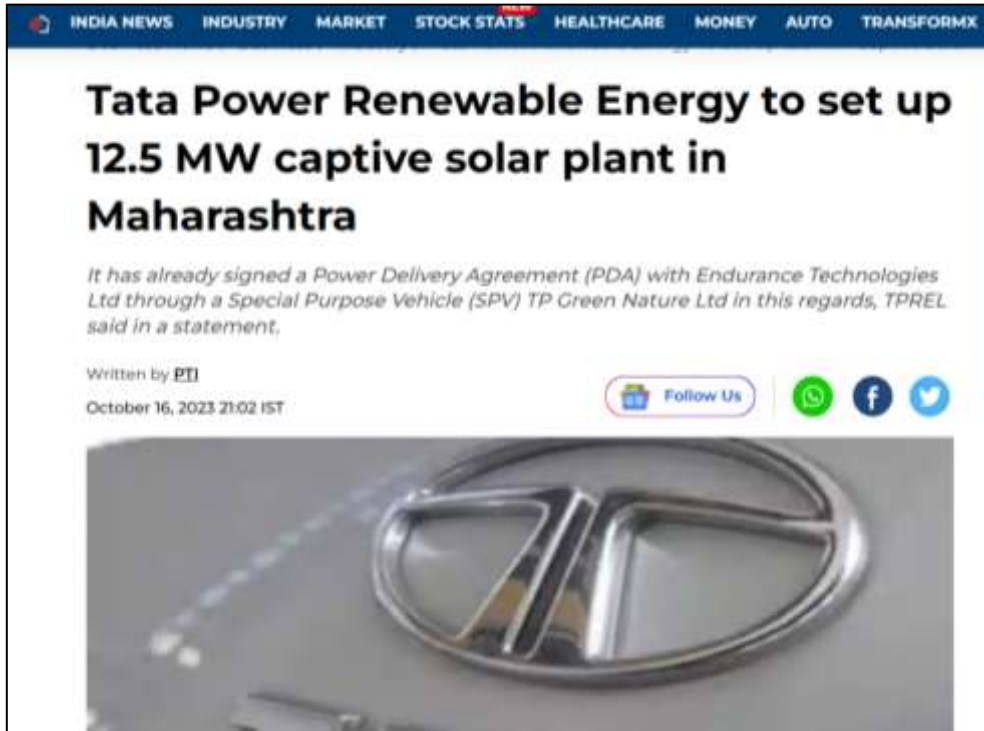 INDIA NEWS INDUSTRY MARKET STOCK STATS NEW HEALTHCARE MONEY AUTO TRANSFORMX
Tata Power Renewable Energy to set up
12.5 MW captive solar plant in
Maharashtra
It has already signed a Power Delivery Agreement (PDA) with Endurance Technologies
Ltd through a Special Purpose Vehicle (SPV) TP Green Nature Ltd in this regards, TPREL
said in a statement.
Written by PTI
Follow Us
October 16, 2023 21:02 IST